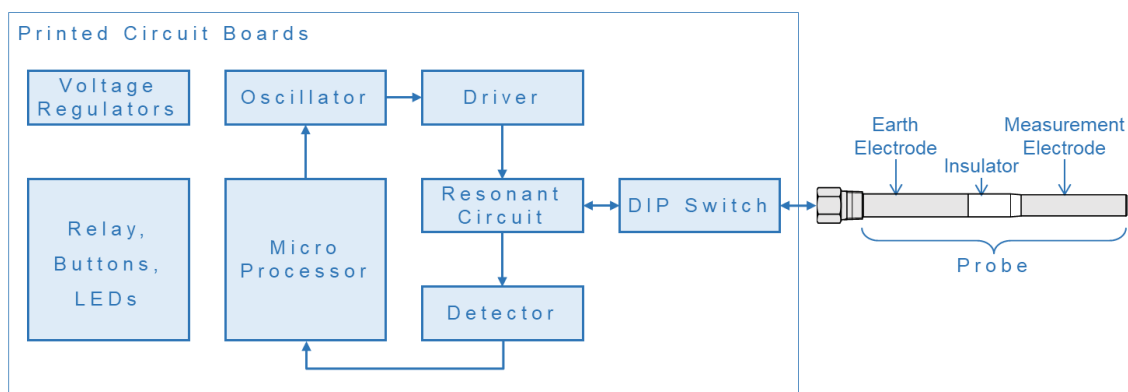 Printed Circuit Boards
Voltage
Regulators
Oscillator
Driver
Earth
Electrode
Measurement
Electrode
Insulator
Relay,
Buttons,
LEDs
Micro
Processor
Resonant
Circuit
DIP Switch
Probe
Detector